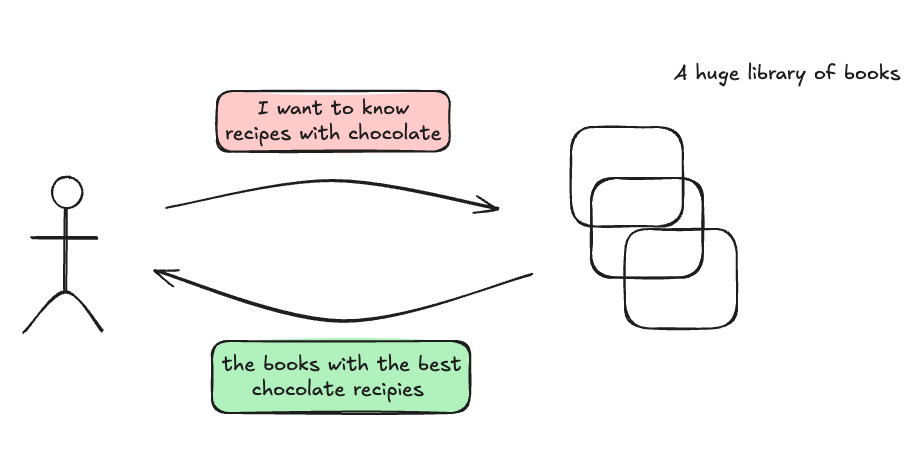 A huge library of books
I want to know
recipes with chocolate
the books with the best
chocolate recipies